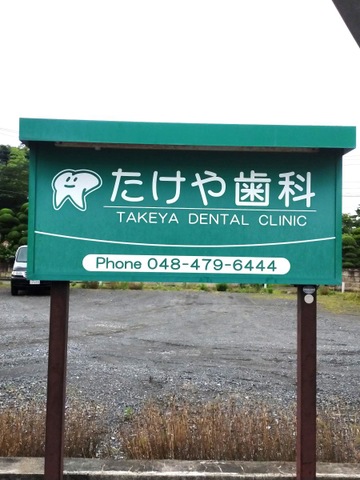 たけや歯科
TAKEYA DENTAL CLINIC
Phone 048-479-6444